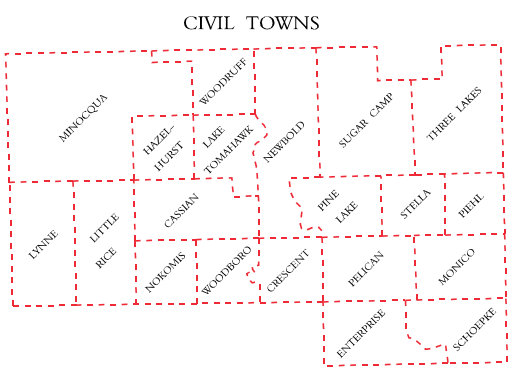 CIVIL TOWNS
WOODRUFF
MINOCQUA
HAZEL-
HURST
LAKE
TOMAHAWK
NEWBOLD
SUGAR CAMP
THREE LAKES
LYNNE
LITTLE
RICE
CASSIAN
PINE
LAKE
STELLA
PIEHL
NOKOMIS
WOODBORO
CRESCENT
PELICAN
MONICO
ENTERPRISE
SCHOEPKE